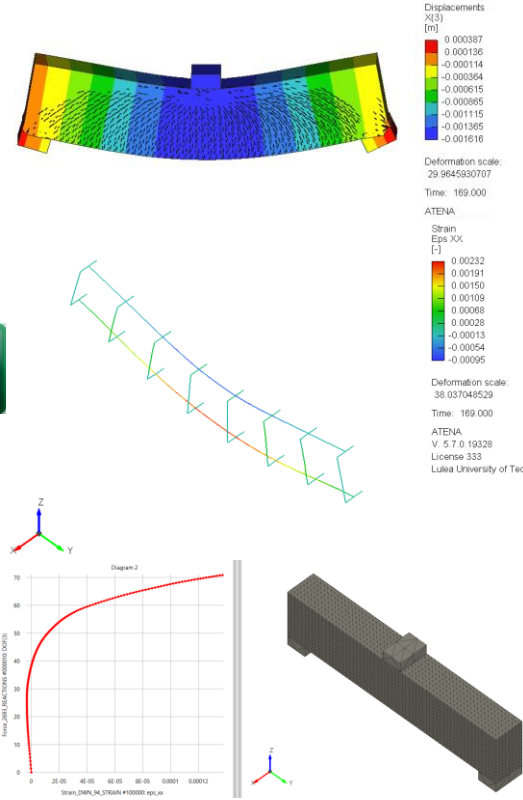 Displacements
X(3)
[m]
0.000387
0.000136
-0.000114
-0.000364
-0.000615
-0.000865
-0.001115
-0.001365
-0.001616
Deformation scale:
29.9645930707
Time: 169.000
ATENA
Strain
Eps XX
[-]
0.00232
0.00191
0.00150
0.00109
0.00068
0.00028
-0.00013
-0.00054
-0.00095
Deformation scale:
38.037048529
Time: 169.000
ATENA
V. 5.7.0.19328
License 333
Lulea University of Tec
Z
X
Y
Diagram 2
70
60
50
40
30
20
10
0
0 2E-05 4E-05 6E-05 8E-05 0.0001 0.00012
Strain_DWN_94_STRAIN #100000: eps_xx
Z
X
Y